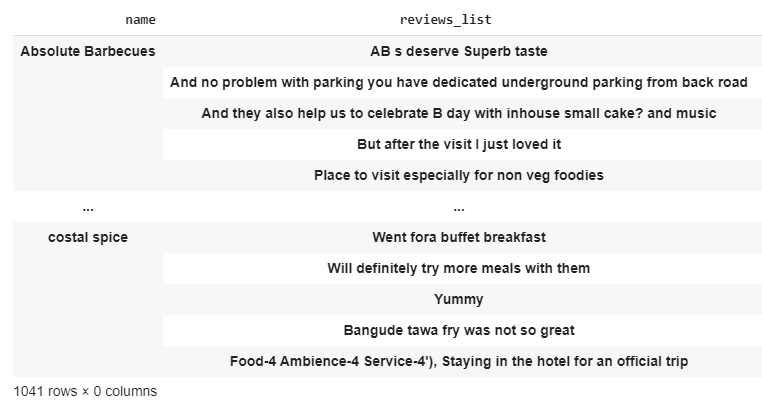 name reviews_list
Absolute Barbecues AB s deserve Superb taste
And no problem with parking you have dedicated underground parking from back road
And they also help us to celebrate B day with inhouse small cake? and music
But after the visit I just loved it
Place to visit especially for non veg foodies
... ...
costal spice Went fora buffet breakfast
Will definitely try more meals with them
Yummy
Bangude tawa fry was not so great
Food-4 Ambience-4 Service-4'), Staying in the hotel for an official trip
1041 rows × 0 columns